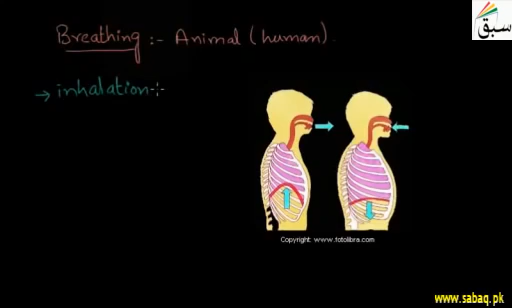 Breathing :- Animal (human).
سبق
→ inhalation -:-
Copyright: www.fotolibra.com
www.sabaq.pk